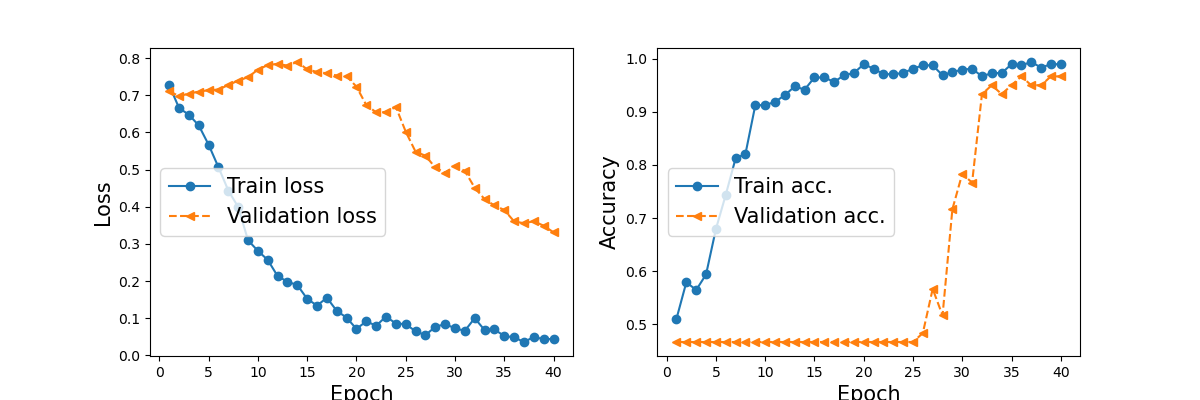 0.8
0.7
0.6
0.5
0.4
0.3
0.2
0.1
0.0
Loss
Train loss
Validation loss
0 5 10 15 20 25 30 35 40
Epoch
1.0
0.9
0.8
0.7
0.6
0.5
Accuracy
Train acc.
Validation acc.
0 5 10 15 20 25 30 35 40
Epoch